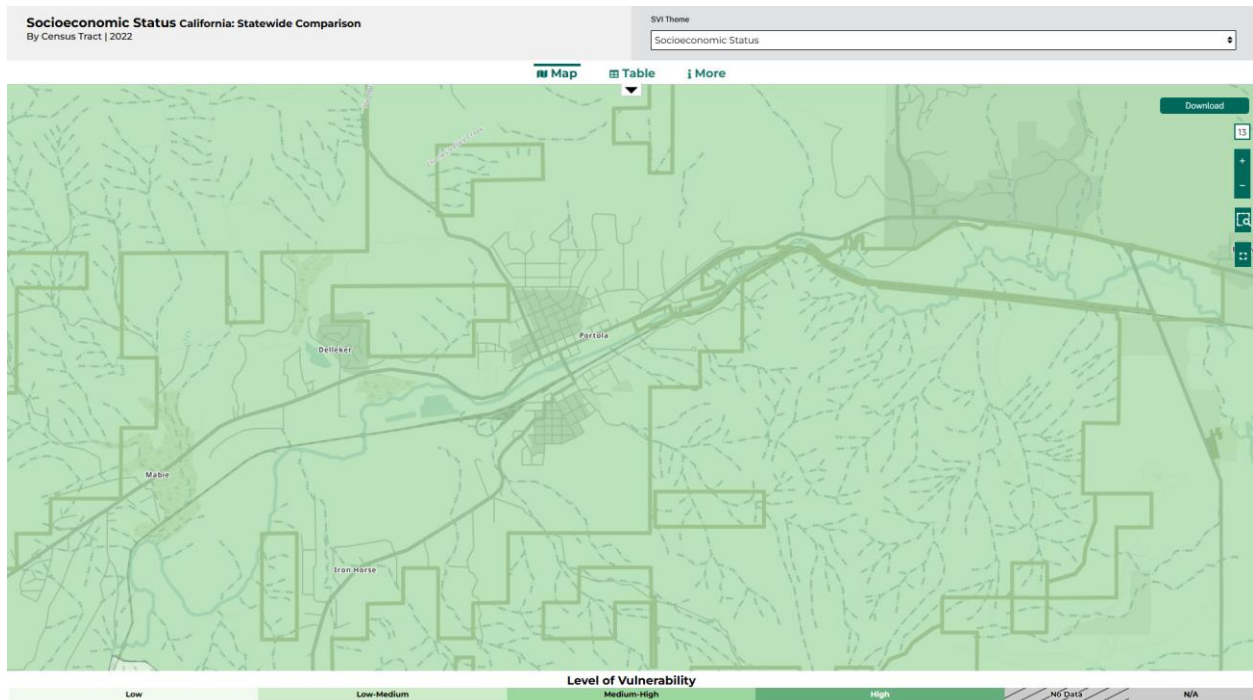 Socioeconomic Status California: Statewide Comparison
By Census Tract | 2022
SVI Theme
Socioeconomic Status
Map Table More
Download
13
+
−
Portola
Delleker
Mabie
Iron Horse
Level of Vulnerability
Low Low-Medium Medium-High High No Data N/A